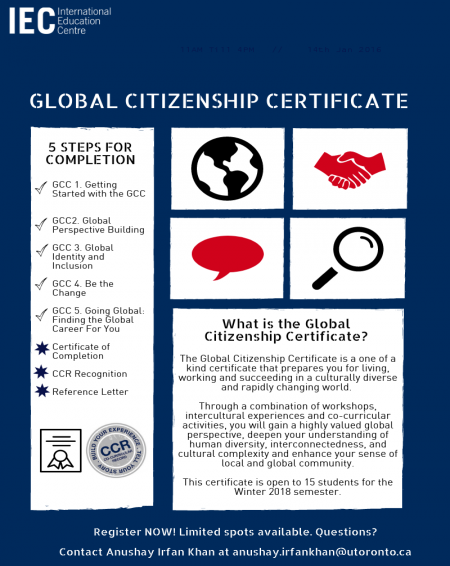 IEC International
Education
Centre
GLOBAL CITIZENSHIP CERTIFICATE
5 STEPS FOR
COMPLETION
GCC 1. Getting
Started with the GCC
GCC2. Global
Perspective Building
GCC 3. Global
Identity and
Inclusion
GCC 4. Be the
Change
GCC 5. Going Global:
Finding the Global
Career For You
Certificate of
Completion
CCR Recognition
Reference Letter
BUILD YOUR EXPERIENCE
CCR
CO-CURRICULAR
RECORD
TELL YOUR STORY
What is the Global
Citizenship Certificate?
The Global Citizenship Certificate is a one of a
kind certificate that prepares you for living,
working and succeeding in a culturally diverse
and rapidly changing world.
Through a combination of workshops,
intercultural experiences and co-curricular
activities, you will gain a highly valued global
perspective, deepen your understanding of
human diversity, interconnectedness, and
cultural complexity and enhance your sense of
local and global community.
This certificate is open to 15 students for the
Winter 2018 semester.
Register NOW! Limited spots available. Questions?
Contact Anushay Irfan Khan at anushay.irfankhan@utoronto.ca